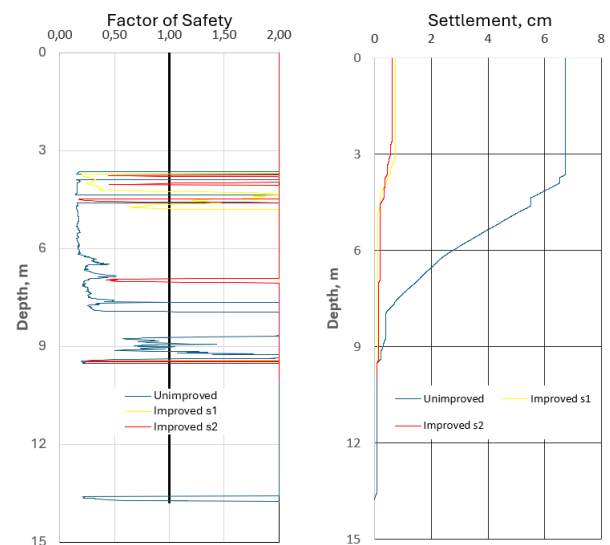 Factor of Safety
0,00 0,50 1,00 1,50 2,00
0
3
6
9
12
15
Depth, m
Unimproved
Improved s1
Improved s2
Settlement, cm
0 2 4 6 8
0
3
6
9
12
15
Depth, m
Unimproved Improved s1
Improved s2